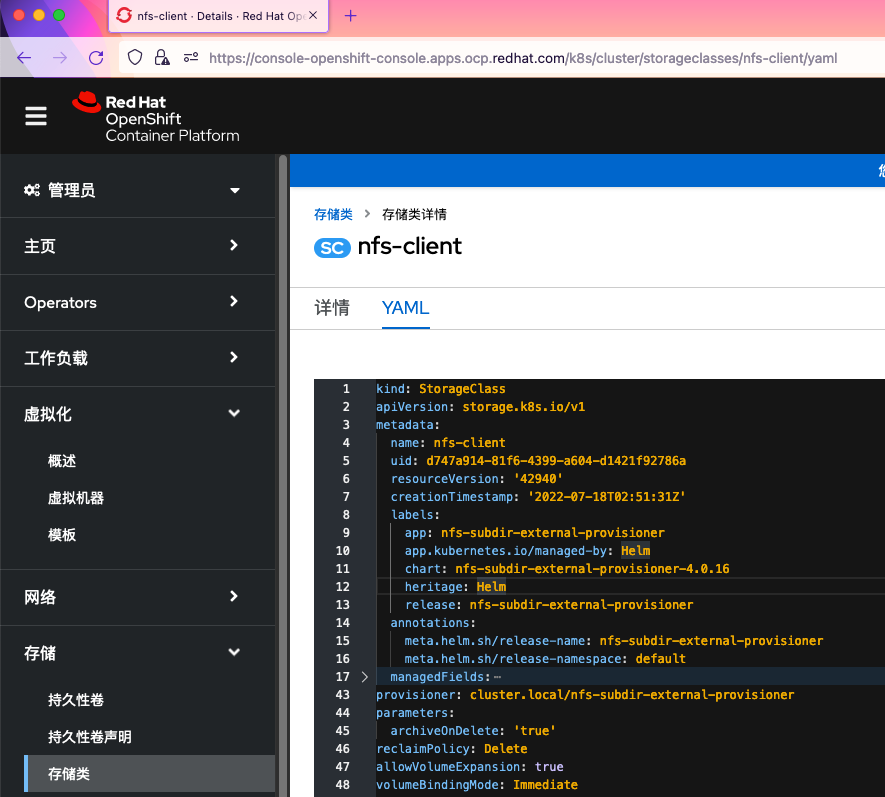 nfs-client · Details · Red Hat Ope
https://console-openshift-console.apps.ocp.redhat.com/k8s/cluster/storageclasses/nfs-client/yaml
Red Hat
OpenShift
Container Platform
管理员
主页
Operators
工作负载
虚拟化
概述
虚拟机器
模板
网络
存储
持久性卷
持久性卷声明
存储类
存储类 > 存储类详情
SC nfs-client
详情 YAML
1 kind: StorageClass
2 apiVersion: storage.k8s.io/v1
3 metadata:
4 name: nfs-client
5 uid: d747a914-81f6-4399-a604-d1421f92786a
6 resourceVersion: '42940'
7 creationTimestamp: '2022-07-18T02:51:31Z'
8 labels:
9 app: nfs-subdir-external-provisioner
10 app.kubernetes.io/managed-by: Helm
11 chart: nfs-subdir-external-provisioner-4.0.16
12 heritage: Helm
13 release: nfs-subdir-external-provisioner
14 annotations:
15 meta.helm.sh/release-name: nfs-subdir-external-provisioner
16 meta.helm.sh/release-namespace: default
17 managedFields:⋯
43 provisioner: cluster.local/nfs-subdir-external-provisioner
44 parameters:
45 archiveOnDelete: 'true'
46 reclaimPolicy: Delete
47 allowVolumeExpansion: true
48 volumeBindingMode: Immediate